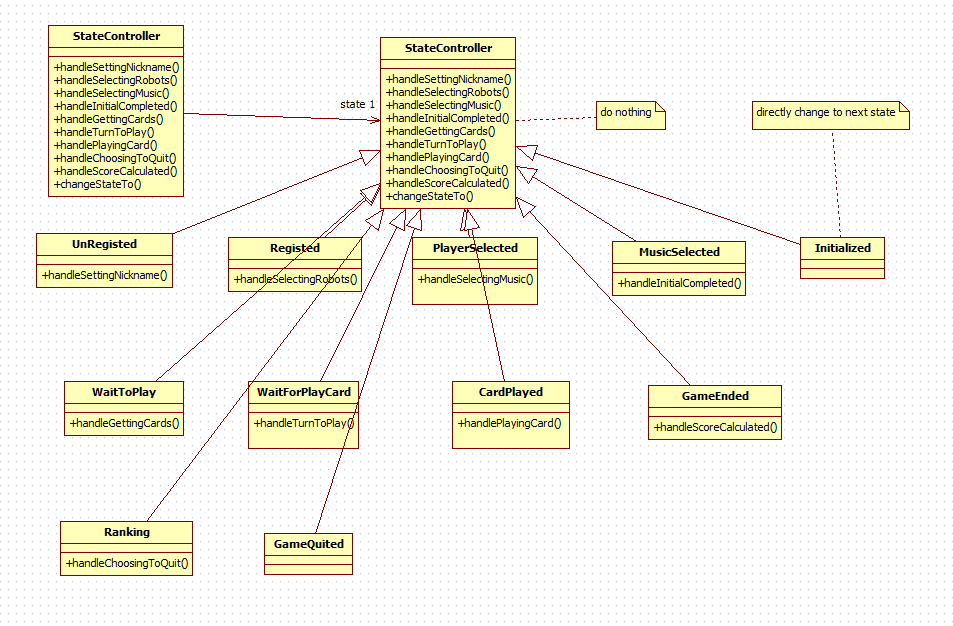 StateController
+handleSettingNickname()
+handleSelectingRobots()
+handleSelectingMusic()
+handleInitialCompleted()
+handleGettingCards()
+handleTurnToPlay()
+handlePlayingCard()
+handleChoosingToQuit()
+handleScoreCalculated()
+changeStateTo()
state 1
StateController
+handleSettingNickname()
+handleSelectingRobots()
+handleSelectingMusic()
+handleInitialCompleted()
+handleGettingCards()
+handleTurnToPlay()
+handlePlayingCard()
+handleChoosingToQuit()
+handleScoreCalculated()
+changeStateTo()
do nothing
directly change to next state
UnRegisted
+handleSettingNickname()
Registed
+handleSelectingRobots()
PlayerSelected
+handleSelectingMusic()
MusicSelected
+handleInitialCompleted()
Initialized
WaitToPlay
+handleGettingCards()
WaitForPlayCard
+handleTurnToPlay()
CardPlayed
+handlePlayingCard()
GameEnded
+handleScoreCalculated()
Ranking
+handleChoosingToQuit()
GameQuited